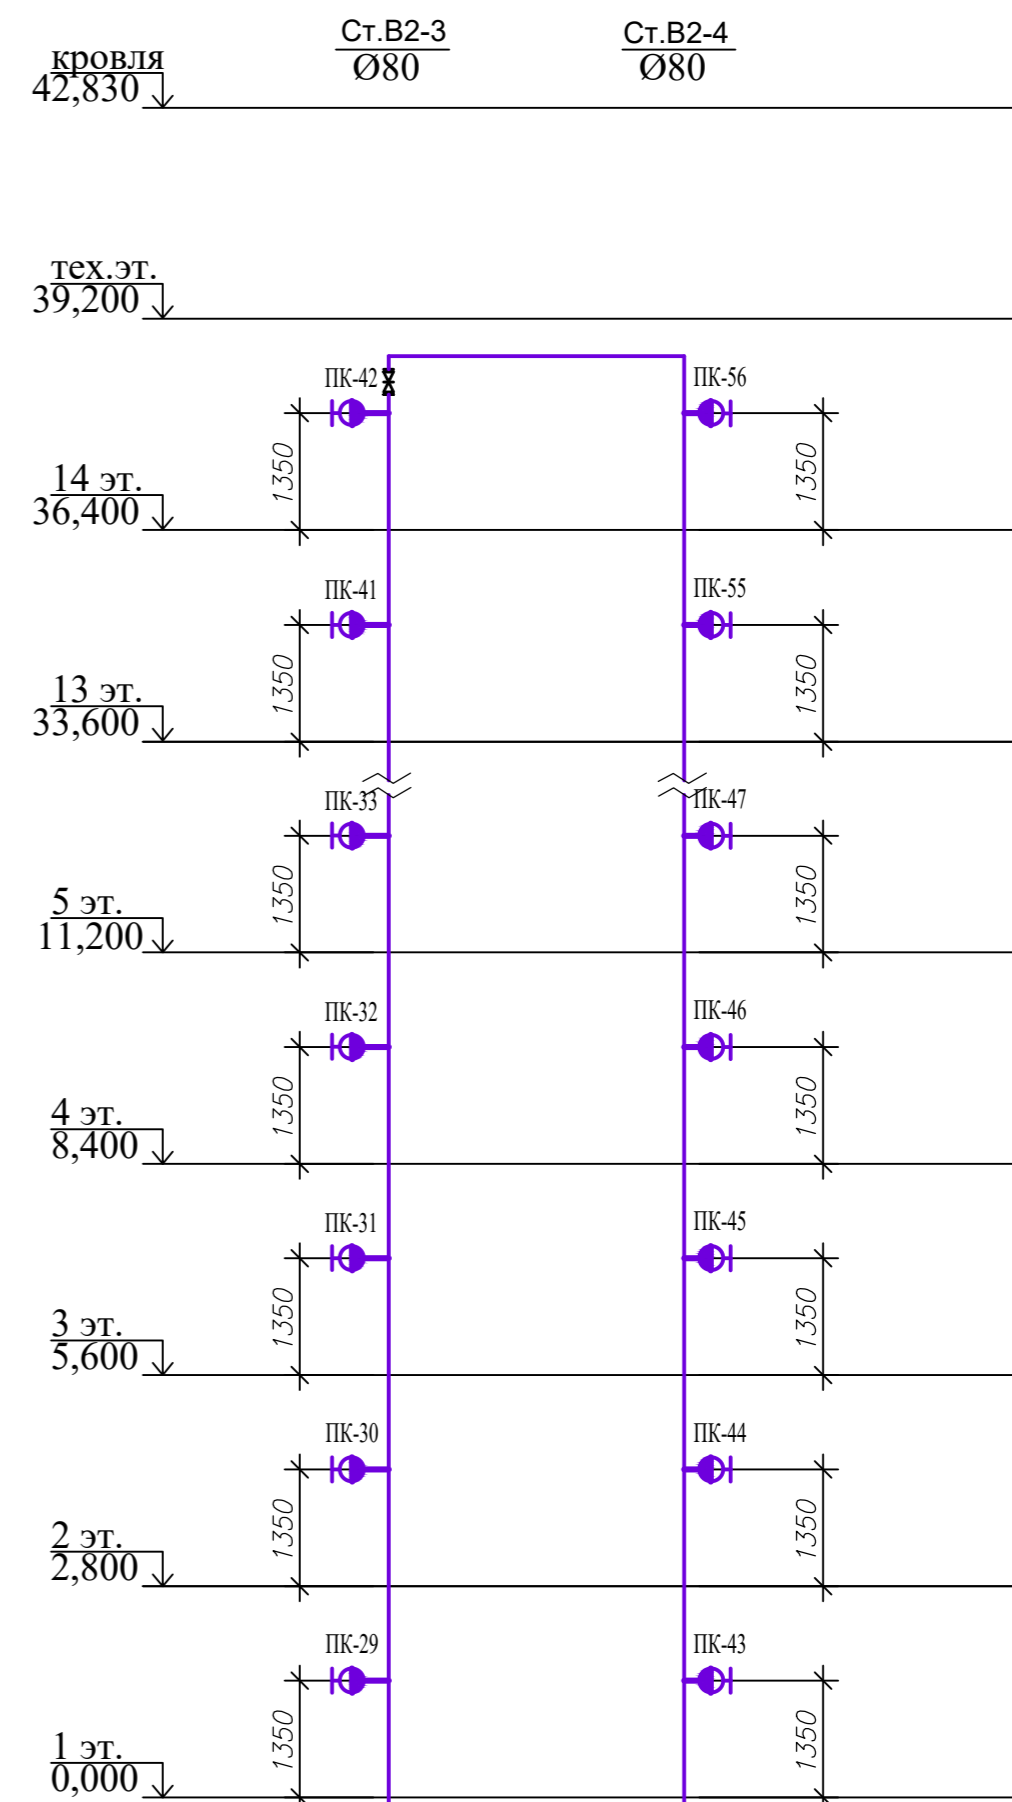 Ст.В2-3 Ст.В2-4
Ø80 Ø80
кровля
42,830
тех.эт.
39,200
ПК-42 ПК-56
1350 1350
14 эт.
36,400
ПК-41 ПК-55
1350 1350
13 эт.
33,600
ПК-33 ПК-47
1350 1350
5 эт.
11,200
ПК-32 ПК-46
1350 1350
4 эт.
8,400
ПК-31 ПК-45
1350 1350
3 эт.
5,600
ПК-30 ПК-44
1350 1350
2 эт.
2,800
ПК-29 ПК-43
1350 1350
1 эт.
0,000